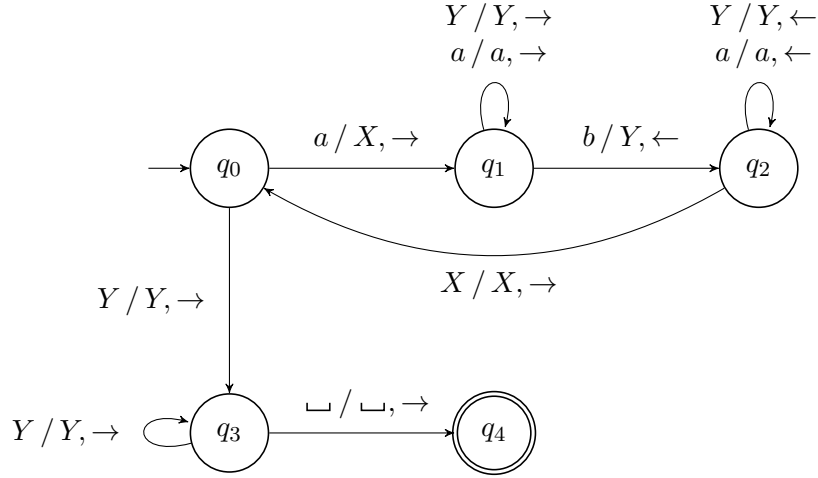 Y / Y, → Y / Y, ←
a / a, → a / a, ←
a / X, → b / Y, ←
q₀ q₁ q₂
X / X, →
Y / Y, →
␣ / ␣, →
Y / Y, → q₃ q₄